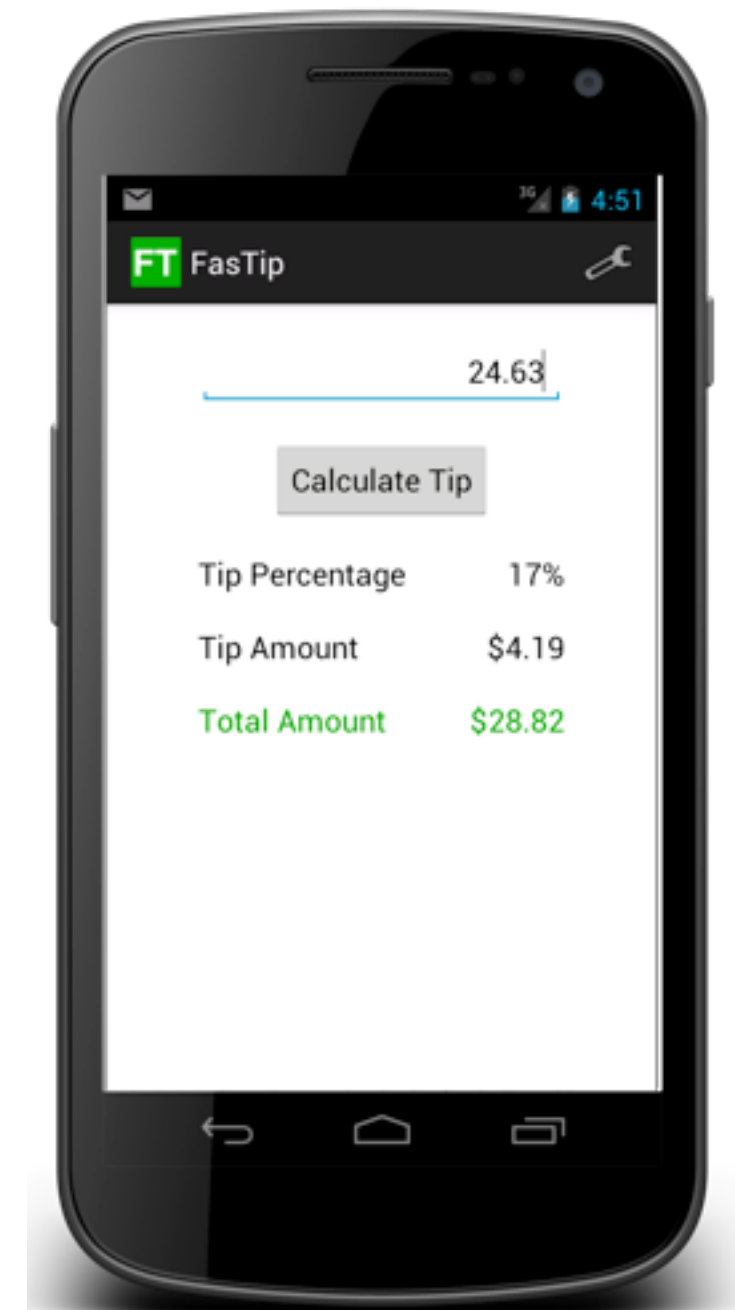 3G 4:51
FT FasTip
24.63
Calculate Tip
Tip Percentage 17%
Tip Amount $4.19
Total Amount $28.82